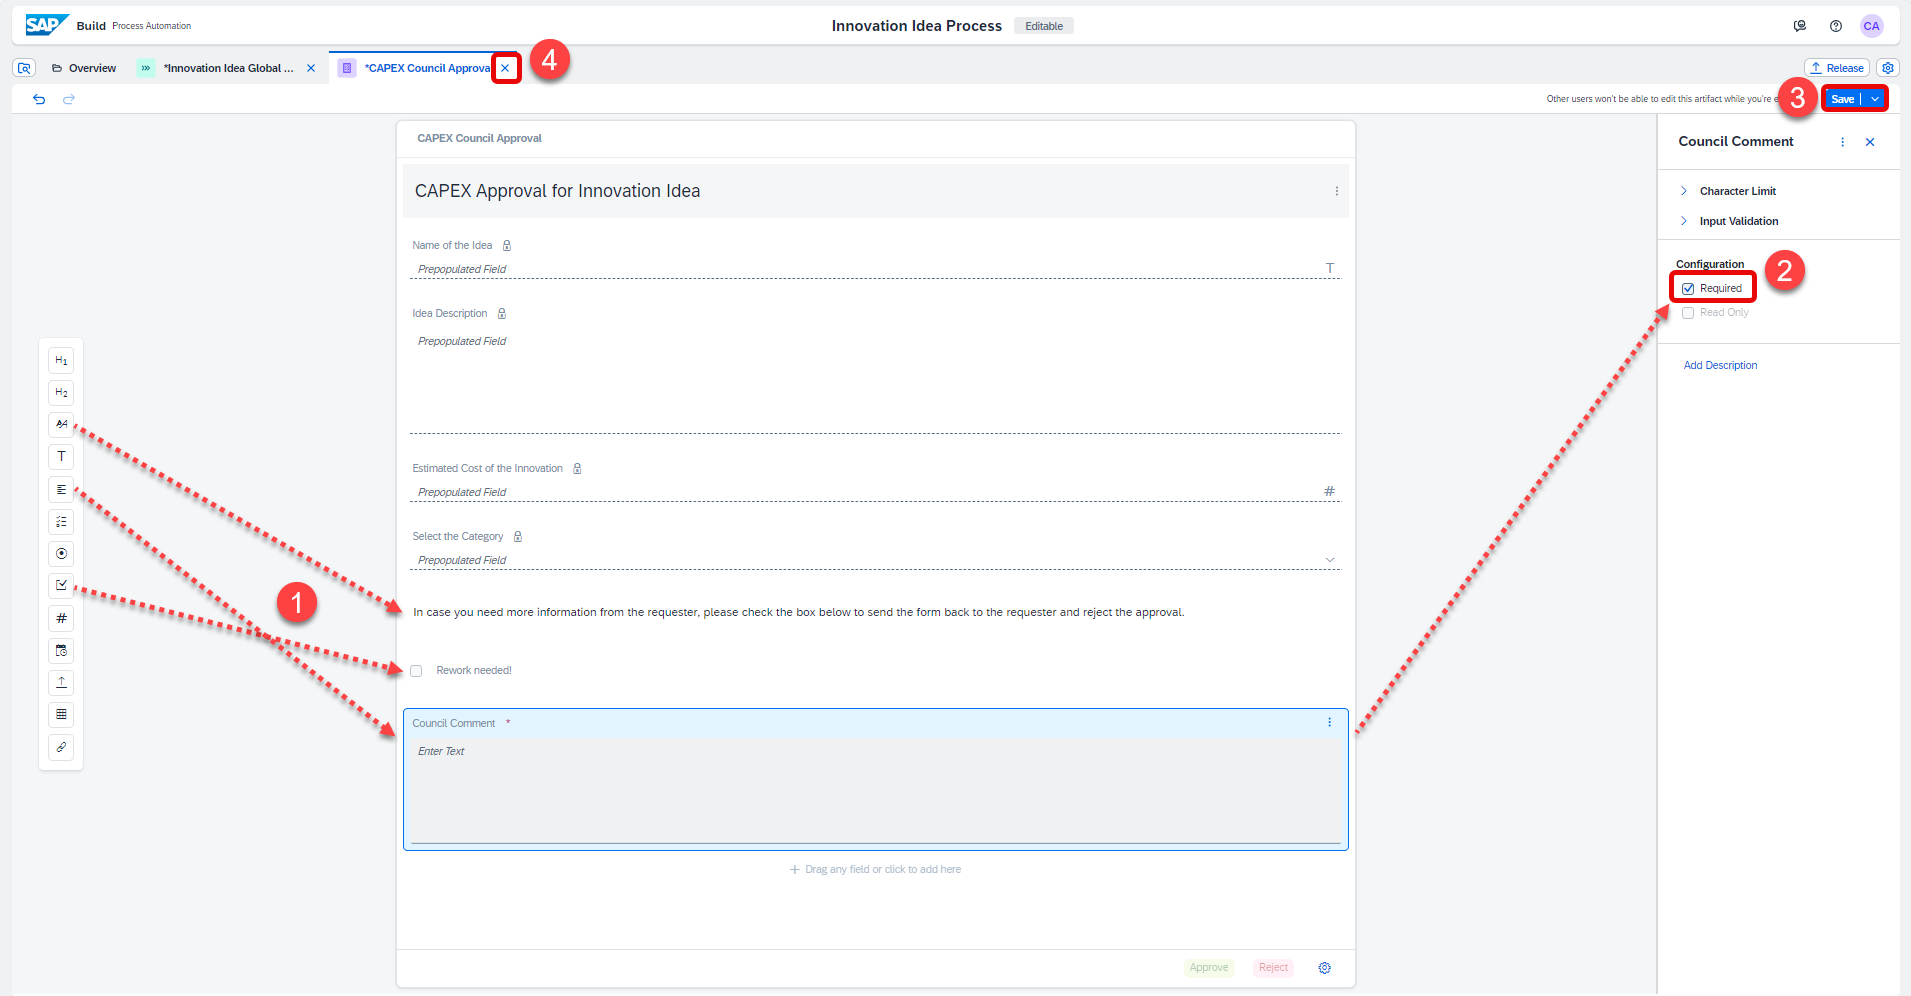 SAP Build Process Automation
Innovation Idea Process Editable
CA
Overview
*Innovation Idea Global ...
*CAPEX Council Approva
4
Release
Other users won't be able to edit this artifact while you're e
3
Save
CAPEX Council Approval
CAPEX Approval for Innovation Idea
Name of the Idea
Prepopulated Field
T
Idea Description
Prepopulated Field
Estimated Cost of the Innovation
Prepopulated Field
#
Select the Category
Prepopulated Field
In case you need more information from the requester, please check the box below to send the form back to the requester and reject the approval.
Rework needed!
Council Comment *
Enter Text
Drag any field or click to add here
Approve Reject
H1
H2
AA
T
#
1
Council Comment
Character Limit
Input Validation
Configuration
2
Required
Read Only
Add Description